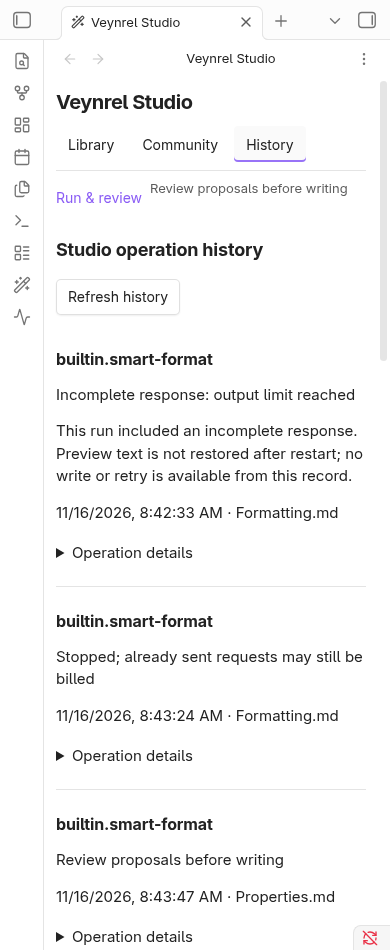 Veynrel Studio
Veynrel Studio
Veynrel Studio
Library
Community
History
Run & review
Review proposals before writing
Studio operation history
Refresh history
builtin.smart-format
Incomplete response: output limit reached
This run included an incomplete response.
Preview text is not restored after restart; no
write or retry is available from this record.
11/16/2026, 8:42:33 AM · Formatting.md
Operation details
builtin.smart-format
Stopped; already sent requests may still be
billed
11/16/2026, 8:43:24 AM · Formatting.md
Operation details
builtin.smart-format
Review proposals before writing
11/16/2026, 8:43:47 AM · Properties.md
Operation details